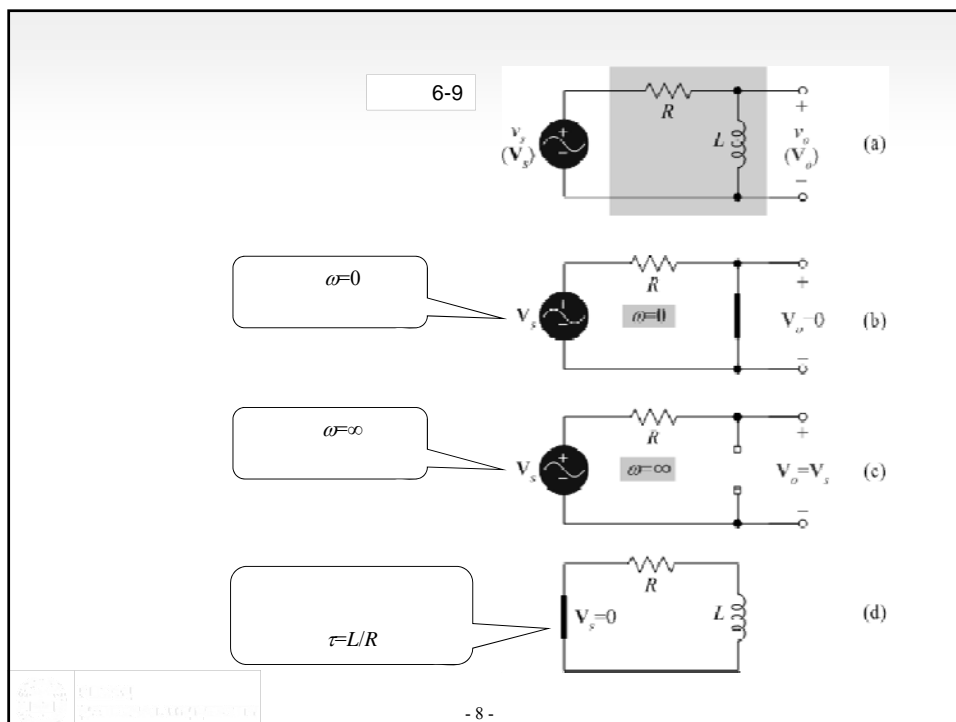 6-9
R
L
v_s
(V_s)
+
−
+
v_o
(V_o)
−
(a)
ω=0
V_s
R
ω=0
+
V_o=0
−
(b)
ω=∞
V_s
+
−
R
ω=∞
+
V_o=V_s
−
(c)
τ=L/R
R
V_s=0
L
(d)
- 8 -